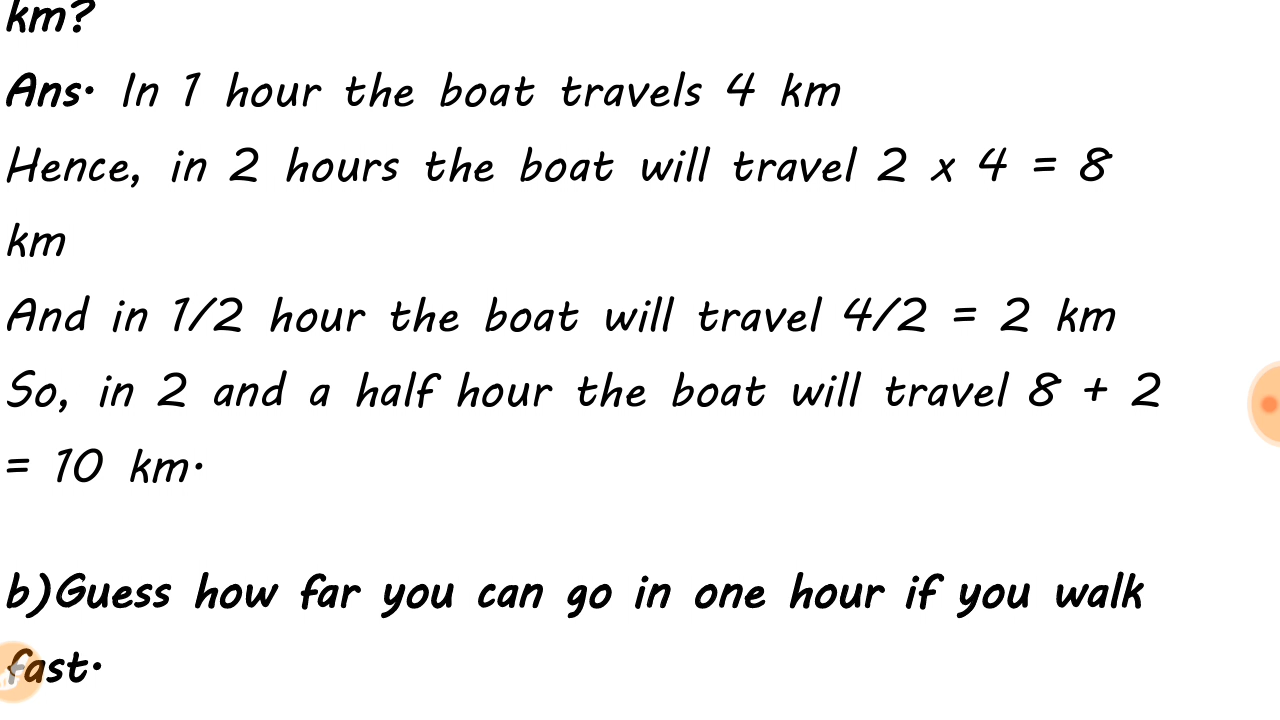 km?
Ans. In 1 hour the boat travels 4 km
Hence, in 2 hours the boat will travel 2 x 4 = 8
km
And in 1/2 hour the boat will travel 4/2 = 2 km
So, in 2 and a half hour the boat will travel 8 + 2
= 10 km.
b)Guess how far you can go in one hour if you walk
fast.